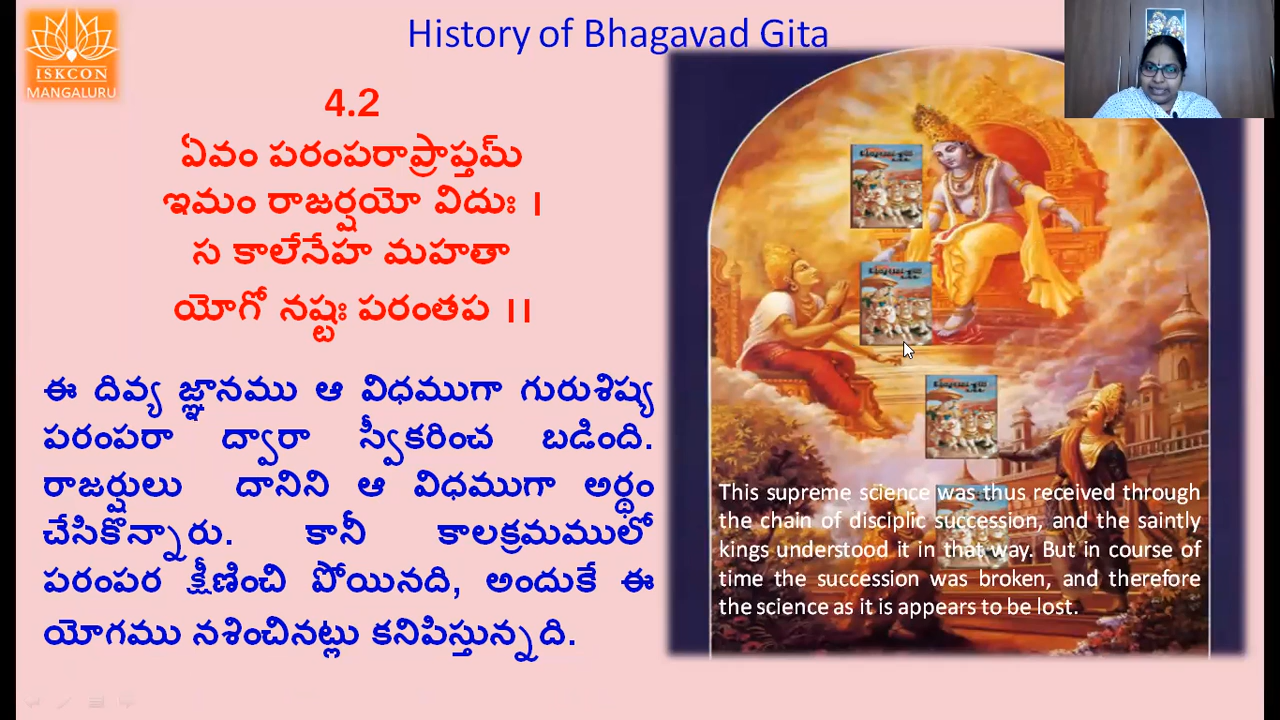 History of Bhagavad Gita
ISKCON
MANGALURU
4.2
ఏవం పరంపరాప్రాప్తమ్
ఇమం రాజర్షయో విదుః ।
స కాలేనేహ మహతా
యోగో నష్టః పరంతప ।।
ఈ దివ్య జ్ఞానము ఆ విధముగా గురుశిష్య
పరంపరా ద్వారా స్వీకరించ బడింది.
రాజర్షులు దానిని ఆ విధముగా అర్థం
చేసికొన్నారు. కానీ కాలక్రమములో
పరంపర క్షీణించి పోయినది, అందుకే ఈ
యోగము నశించినట్లు కనిపిస్తున్నది.
This supreme science was thus received through
the chain of disciplic succession, and the saintly
kings understood it in that way. But in course of
time the succession was broken, and therefore
the science as it is appears to be lost.